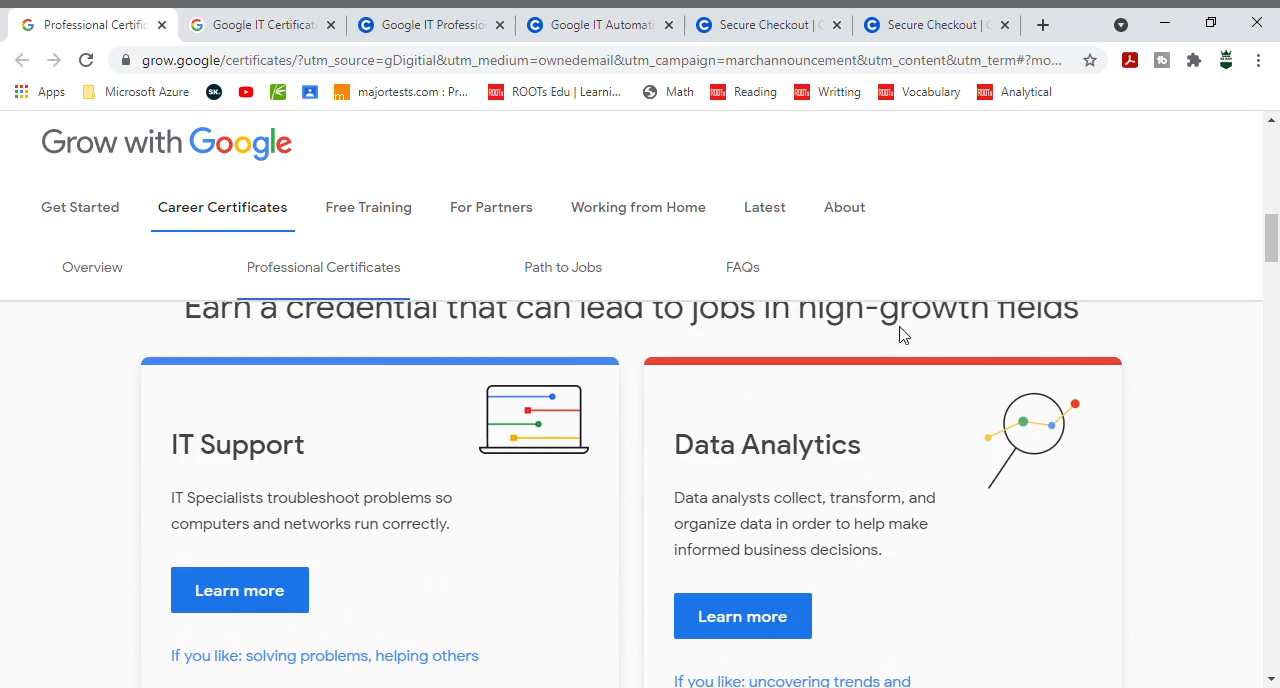 Professional Certific
Google IT Certificat
Google IT Professio
Google IT Automati
Secure Checkout | C
Secure Checkout | C
grow.google/certificates/?utm_source=gDigitial&utm_medium=ownedemail&utm_campaign=marchannouncement&utm_content&utm_term#?mo...
Apps
Microsoft Azure
SK.
majortests.com : Pr...
ROOTs Edu | Learni...
Math
Reading
Writting
Vocabulary
Analytical
Grow with Google
Get Started
Career Certificates
Free Training
For Partners
Working from Home
Latest
About
Overview
Professional Certificates
Path to Jobs
FAQs
Earn a credential that can lead to jobs in high-growth fields
IT Support
IT Specialists troubleshoot problems so
computers and networks run correctly.
Learn more
If you like: solving problems, helping others
Data Analytics
Data analysts collect, transform, and
organize data in order to help make
informed business decisions.
Learn more
If you like: uncovering trends and